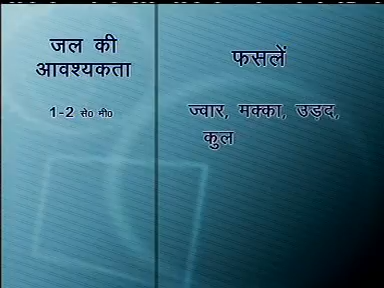 जल की
आवश्यकता
फसलें
1-2 से० मी०
ज्वार, मक्का, उड़द,
कुल